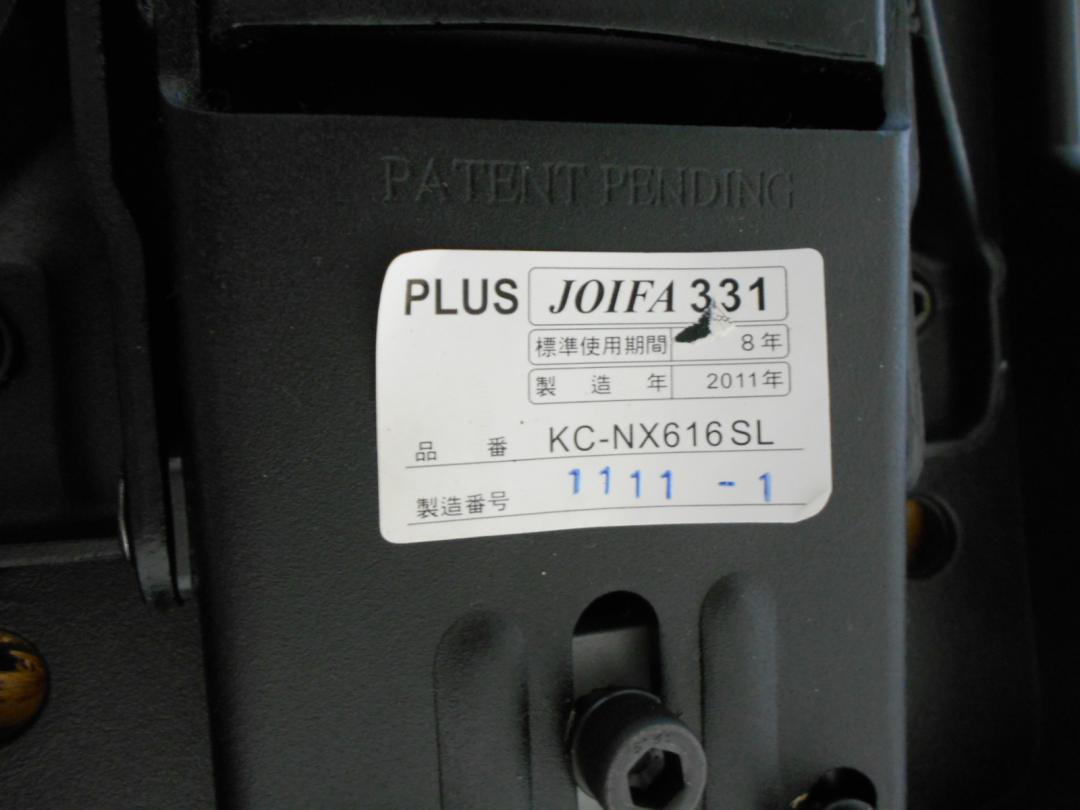 PATENT PENDING
PLUS JOIFA 331
標準使用期間 8年
製造年 2011年
品番 KC-NX616SL
製造番号 1111 -1